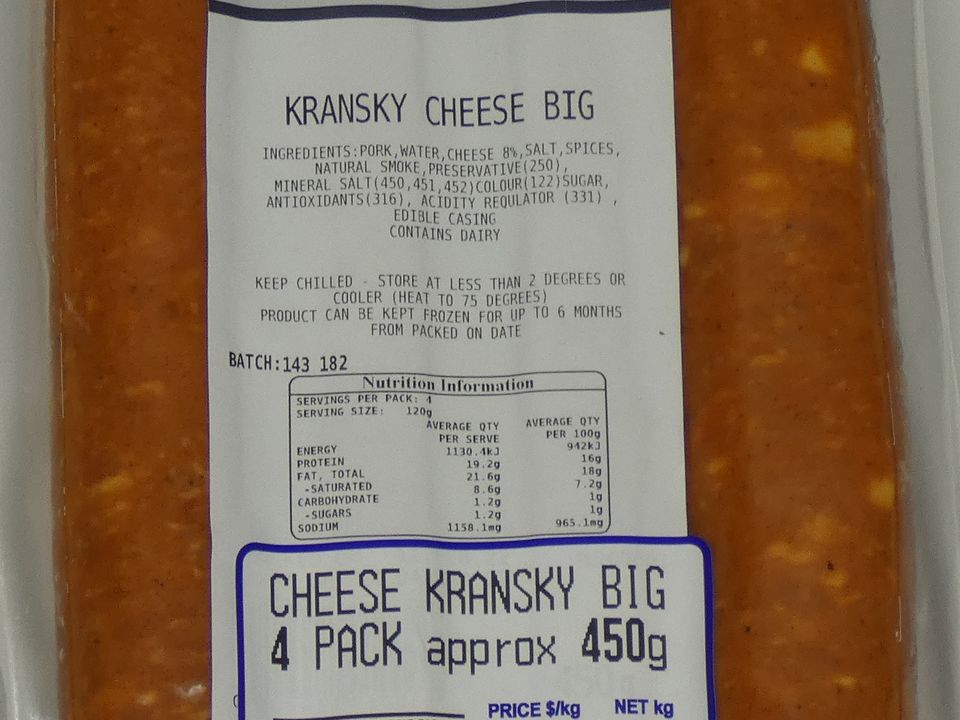 KRANSKY CHEESE BIG
INGREDIENTS:PORK,WATER,CHEESE 8%,SALT,SPICES,
NATURAL SMOKE,PRESERVATIVE(250),
MINERAL SALT(450,451,452)COLOUR(122)SUGAR,
ANTIOXIDANTS(316), ACIDITY REQULATOR (331) ,
EDIBLE CASING
CONTAINS DAIRY
KEEP CHILLED - STORE AT LESS THAN 2 DEGREES OR
COOLER (HEAT TO 75 DEGREES)
PRODUCT CAN BE KEPT FROZEN FOR UP TO 6 MONTHS
FROM PACKED ON DATE
BATCH:143 182
Nutrition Information
SERVINGS PER PACK: 4
SERVING SIZE: 120g
AVERAGE QTY AVERAGE QTY
PER SERVE PER 100g
ENERGY 1130.4kJ 942kJ
PROTEIN 19.2g 16g
FAT, TOTAL 21.6g 18g
-SATURATED 8.6g 7.2g
CARBOHYDRATE 1.2g 1g
-SUGARS 1.2g 1g
SODIUM 1158.1mg 965.1mg
CHEESE KRANSKY BIG
4 PACK approx 450g
PRICE $/kg NET kg